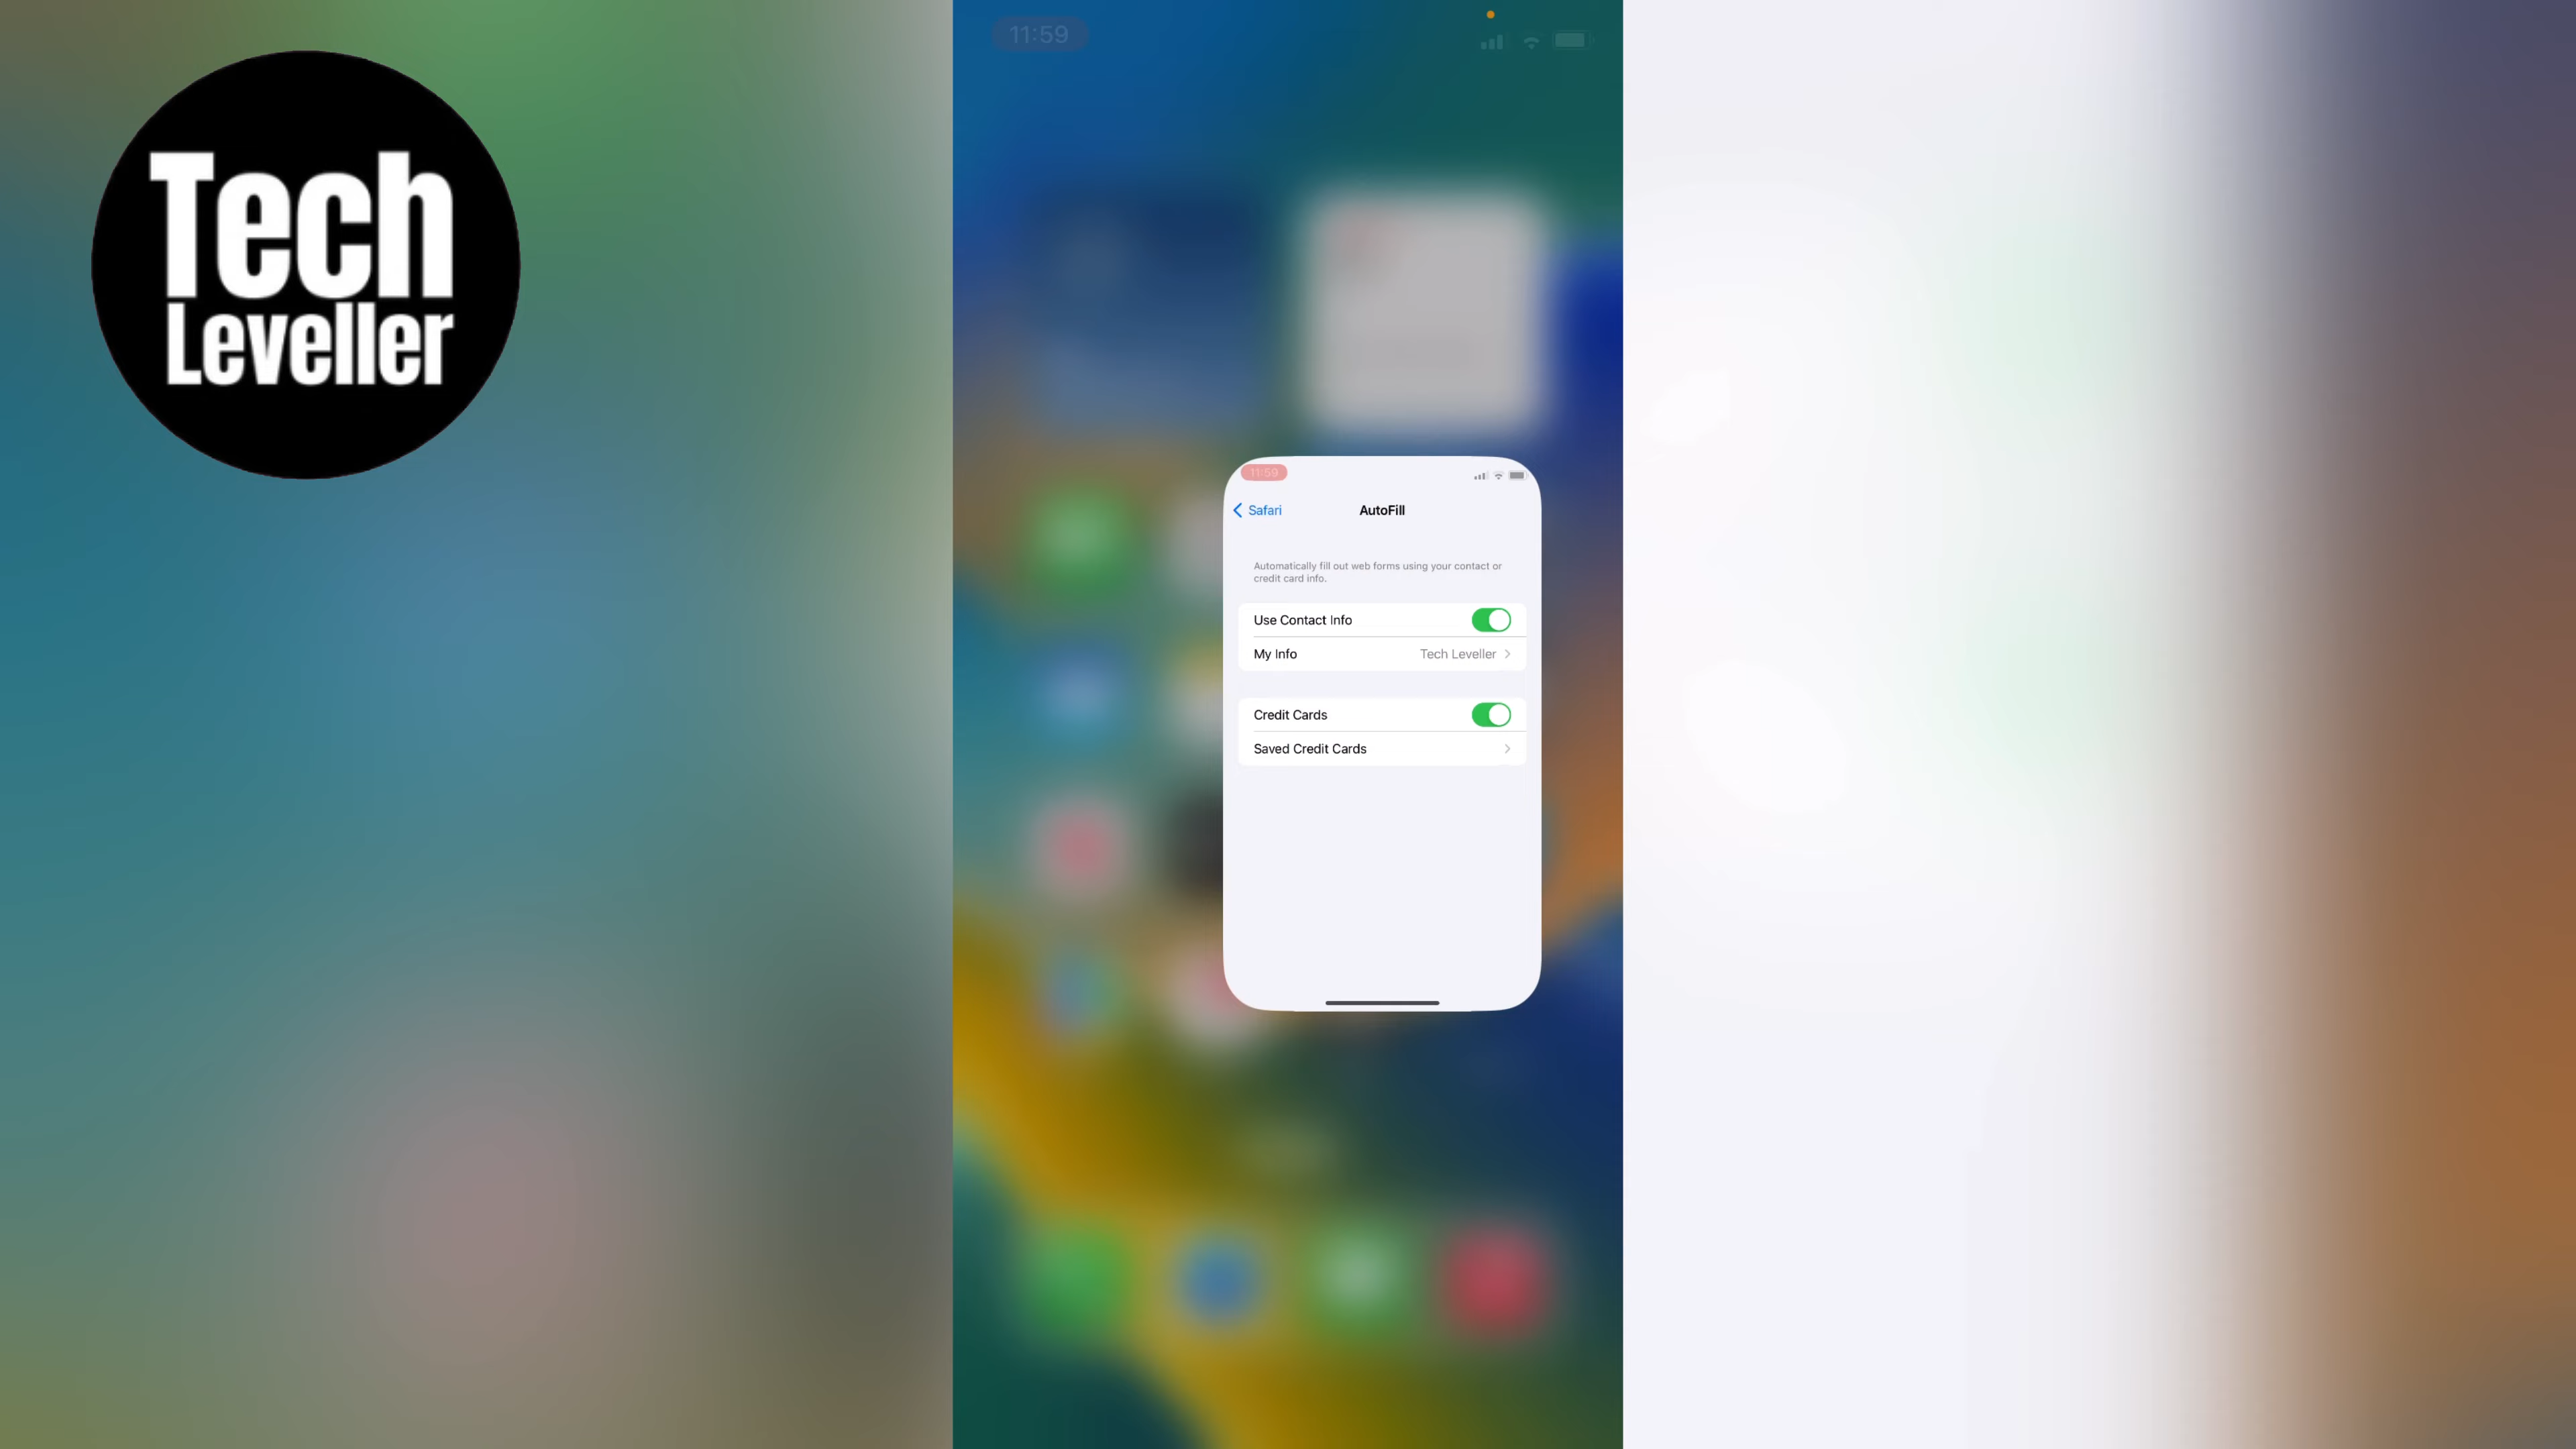 Tech
Leveller
11:59
11:59
Safari
AutoFill
Automatically fill out web forms using your contact or
credit card info.
Use Contact Info
My Info Tech Leveller
Credit Cards
Saved Credit Cards